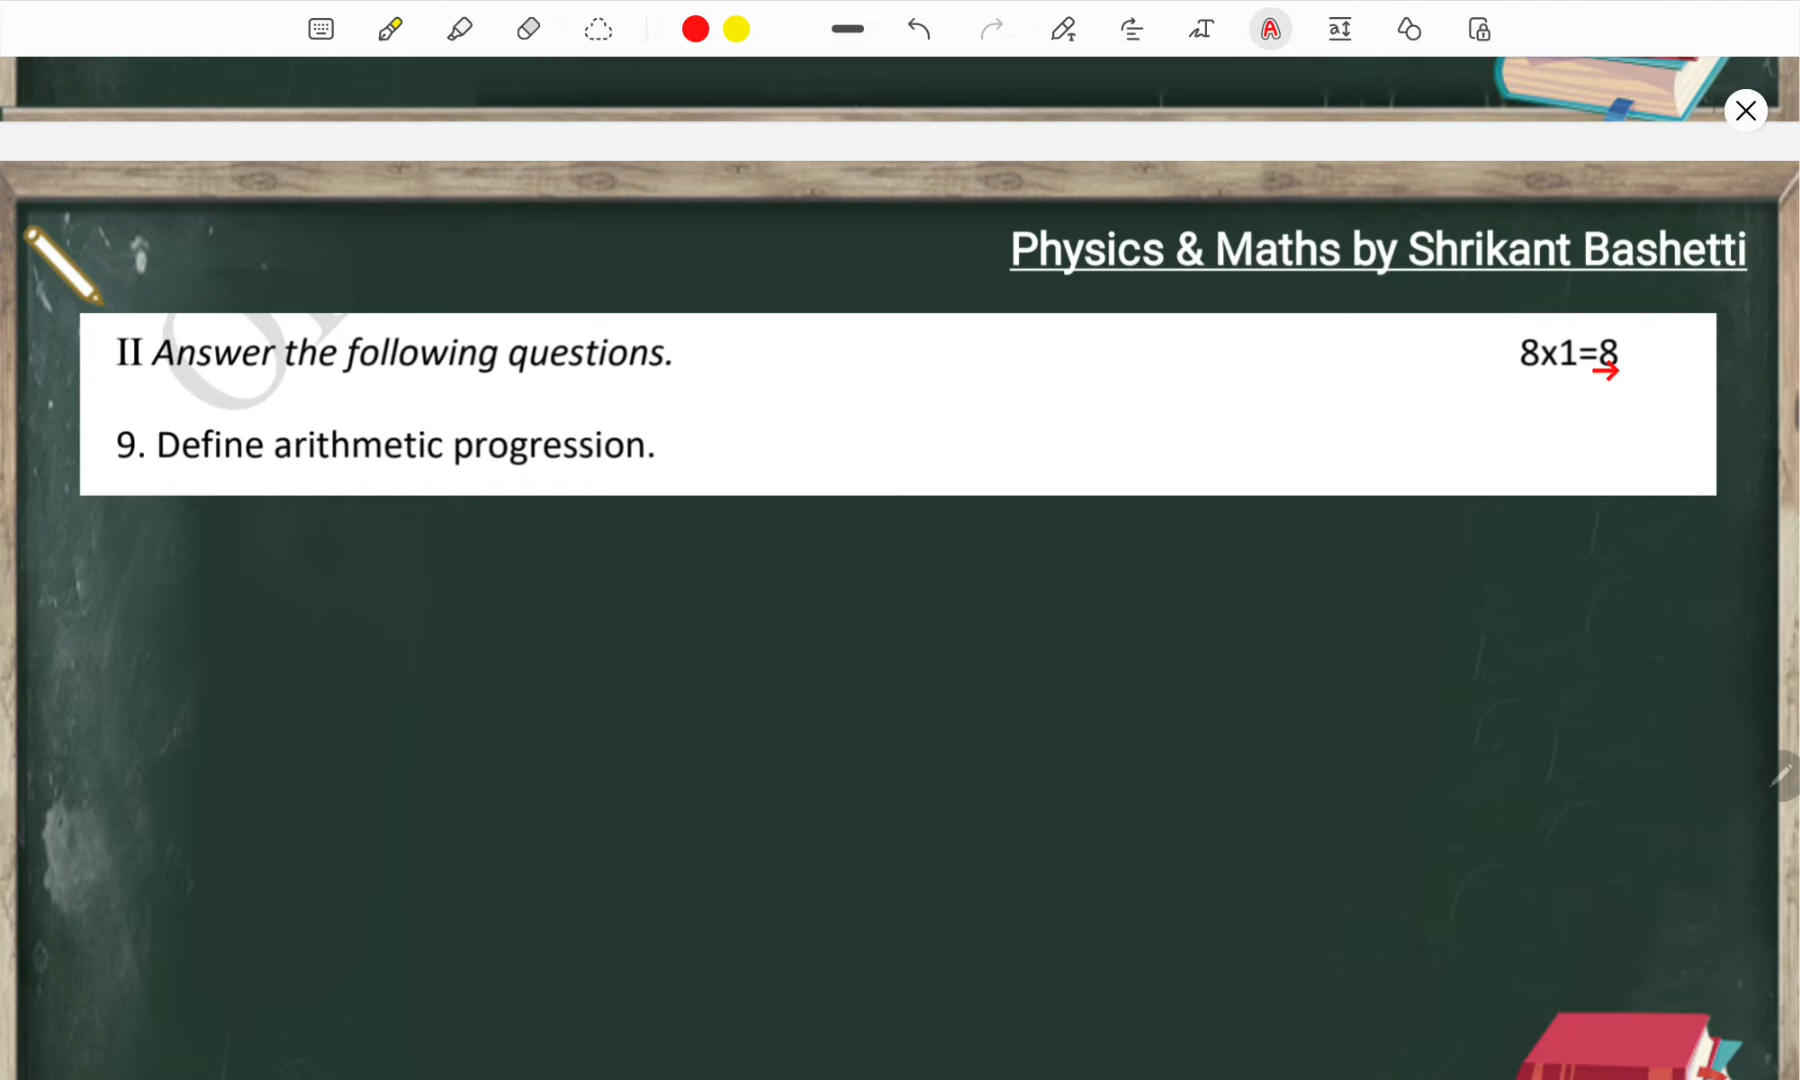 Physics & Maths by Shrikant Bashetti
II Answer the following questions. 8x1=8
9. Define arithmetic progression.